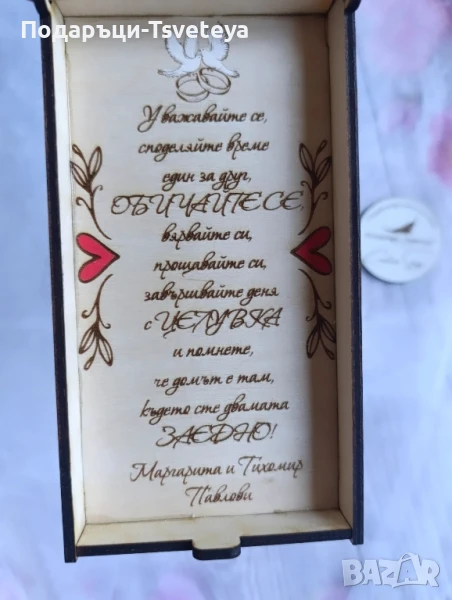 Подаръци-Tsveteya
Уважавайте се,
споделяйте време
един за друг,
ОБИЧАЙТЕ СЕ,
вярвайте си,
прощавайте си,
завършвайте деня
с ЦЕЛУВКА
и помнете,
че домът е там,
където сте двамата
ЗАЕДНО!
Маргарита и Тихомир
Павлови
BAZAR